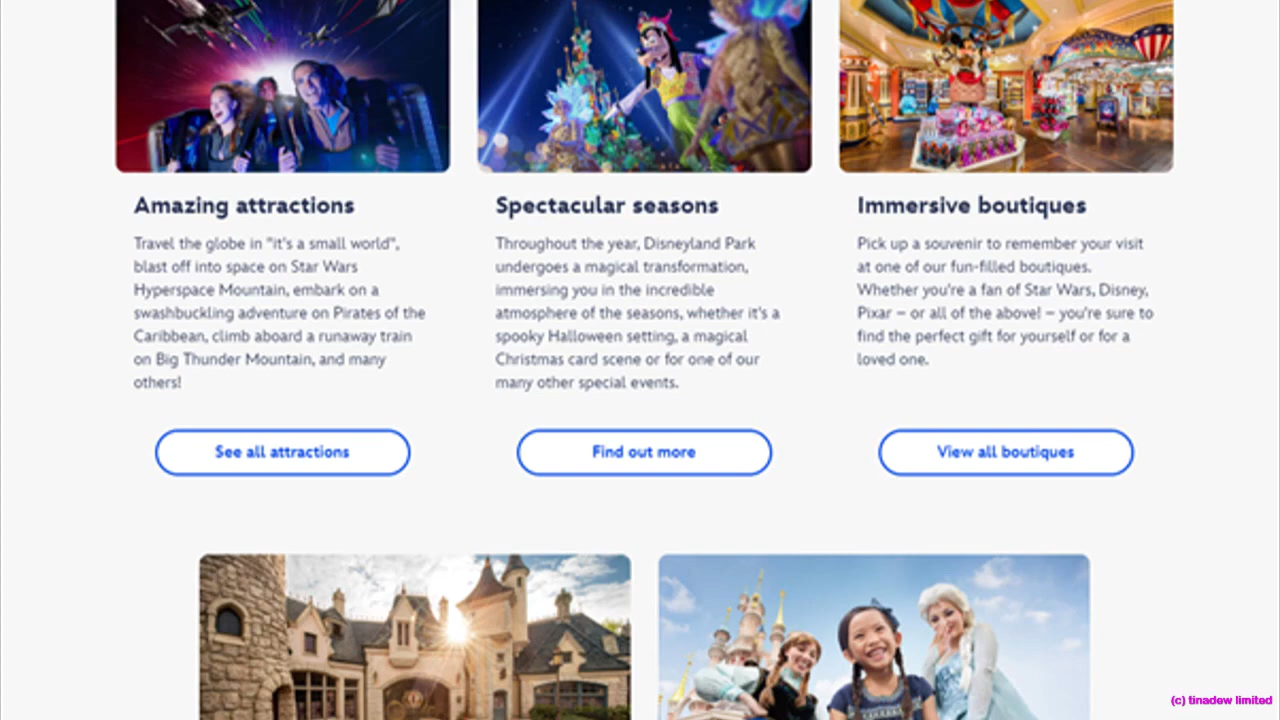 Amazing attractions
Travel the globe in "it's a small world",
blast off into space on Star Wars
Hyperspace Mountain, embark on a
swashbuckling adventure on Pirates of the
Caribbean, climb aboard a runaway train
on Big Thunder Mountain, and many
others!
See all attractions
Spectacular seasons
Throughout the year, Disneyland Park
undergoes a magical transformation,
immersing you in the incredible
atmosphere of the seasons, whether it's a
spooky Halloween setting, a magical
Christmas card scene or for one of our
many other special events.
Find out more
Immersive boutiques
Pick up a souvenir to remember your visit
at one of our fun-filled boutiques.
Whether you're a fan of Star Wars, Disney,
Pixar – or all of the above! – you're sure to
find the perfect gift for yourself or for a
loved one.
View all boutiques
(c) tinadew limited